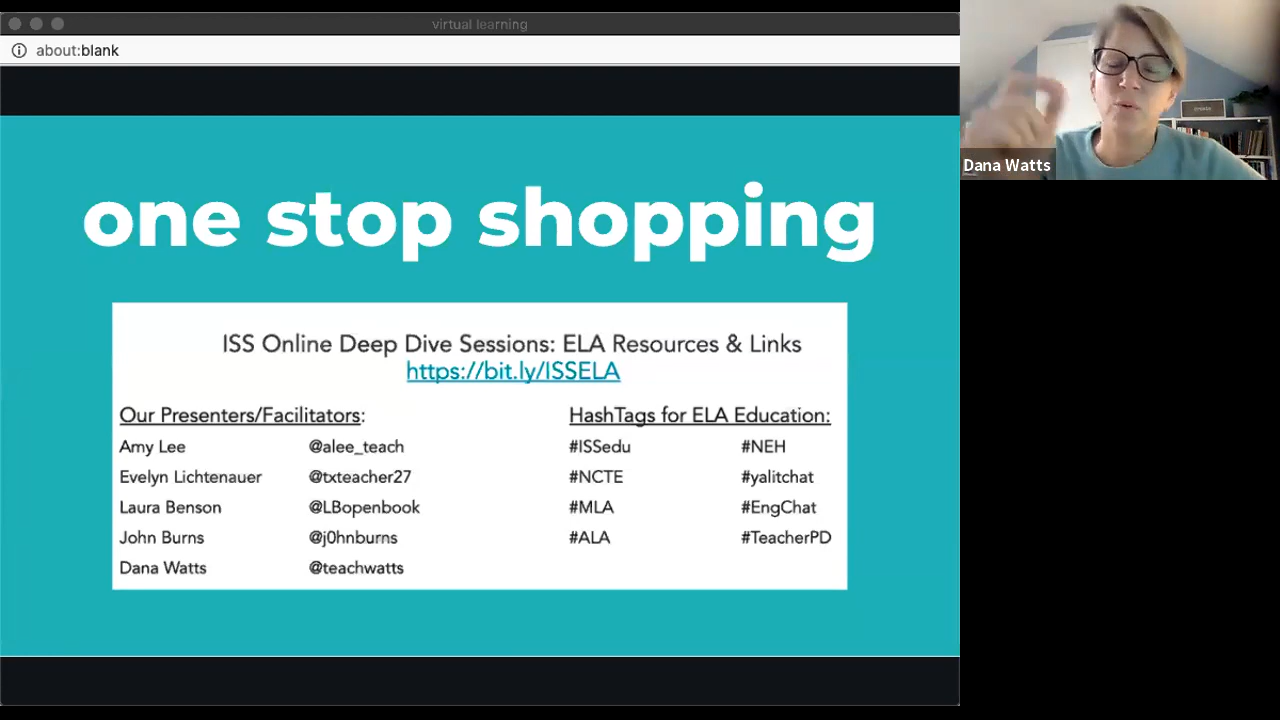 virtual learning
about:blank
Dana Watts
one stop shopping
ISS Online Deep Dive Sessions: ELA Resources & Links
https://bit.ly/ISSELA
Our Presenters/Facilitators:
Amy Lee @alee_teach
Evelyn Lichtenauer @txteacher27
Laura Benson @LBopenbook
John Burns @j0hnburns
Dana Watts @teachwatts
HashTags for ELA Education:
#ISSedu #NEH
#NCTE #yalitchat
#MLA #EngChat
#ALA #TeacherPD